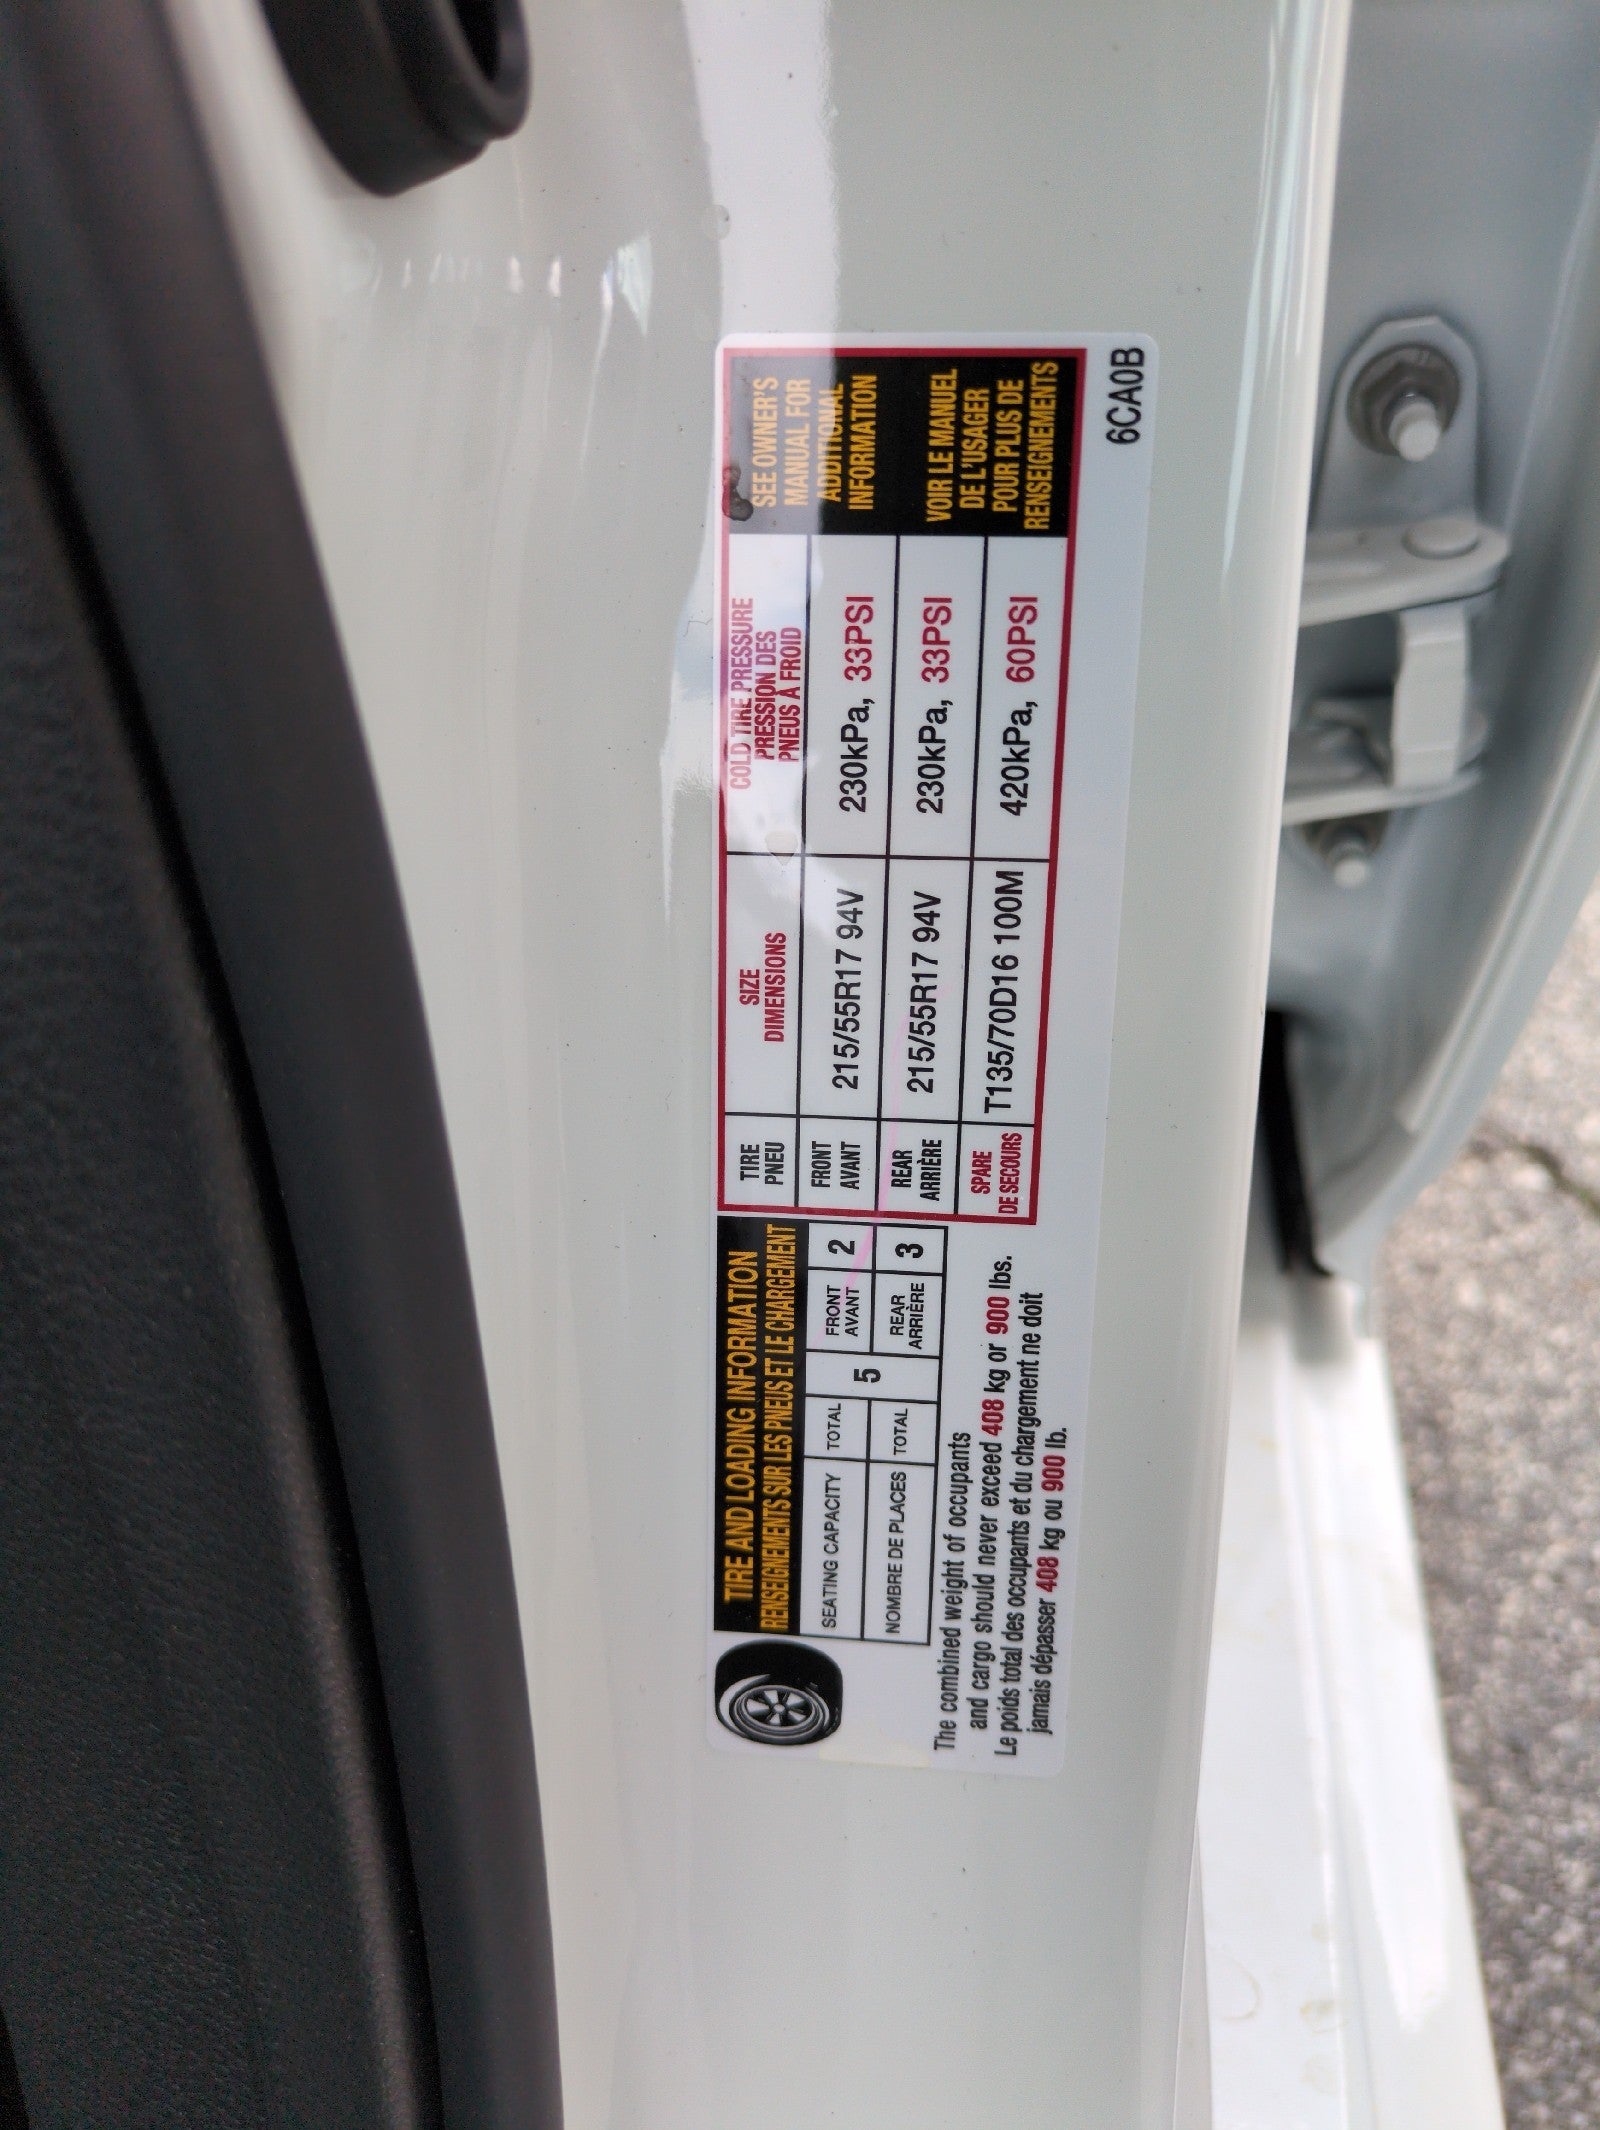 TIRE AND LOADING INFORMATION
RENSEIGNEMENTS SUR LES PNEUS ET LE CHARGEMENT
SEATING CAPACITY TOTAL 5 FRONT AVANT 2
NOMBRE DE PLACES TOTAL REAR ARRIÈRE 3
The combined weight of occupants
and cargo should never exceed 408 kg or 900 lbs.
Le poids total des occupants et du chargement ne doit
jamais dépasser 408 kg ou 900 lb.
TIRE
PNEU
SIZE
DIMENSIONS
COLD TIRE PRESSURE
PRESSION DES
PNEUS À FROID
FRONT
AVANT
215/55R17 94V
230kPa, 33PSI
REAR
ARRIÈRE
215/55R17 94V
230kPa, 33PSI
SPARE
DE SECOURS
T135/70D16 100M
420kPa, 60PSI
SEE OWNER'S
MANUAL FOR
ADDITIONAL
INFORMATION
VOIR LE MANUEL
DE L'USAGER
POUR PLUS DE
RENSEIGNEMENTS
6CA0B